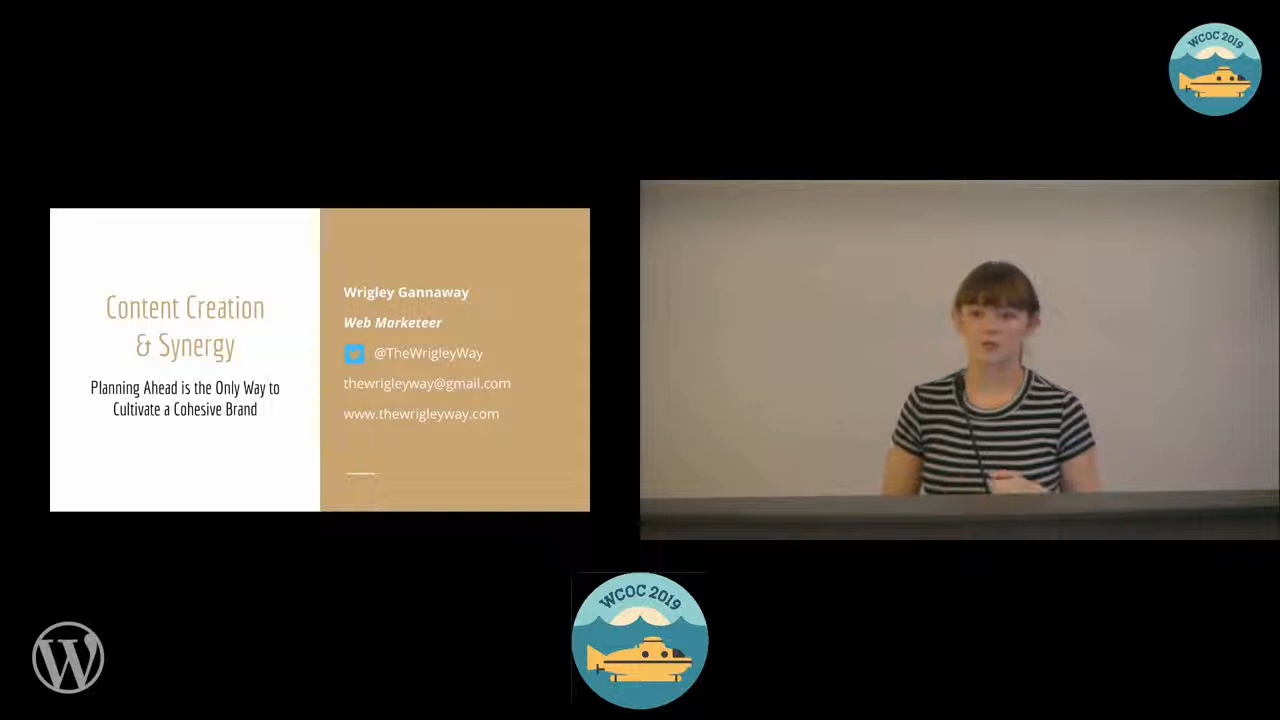 WCOC 2019
Content Creation
& Synergy
Planning Ahead is the Only Way to
Cultivate a Cohesive Brand
Wrigley Gannaway
Web Marketeer
@TheWrigleyWay
thewrigleyway@gmail.com
www.thewrigleyway.com
WCOC 2019
W